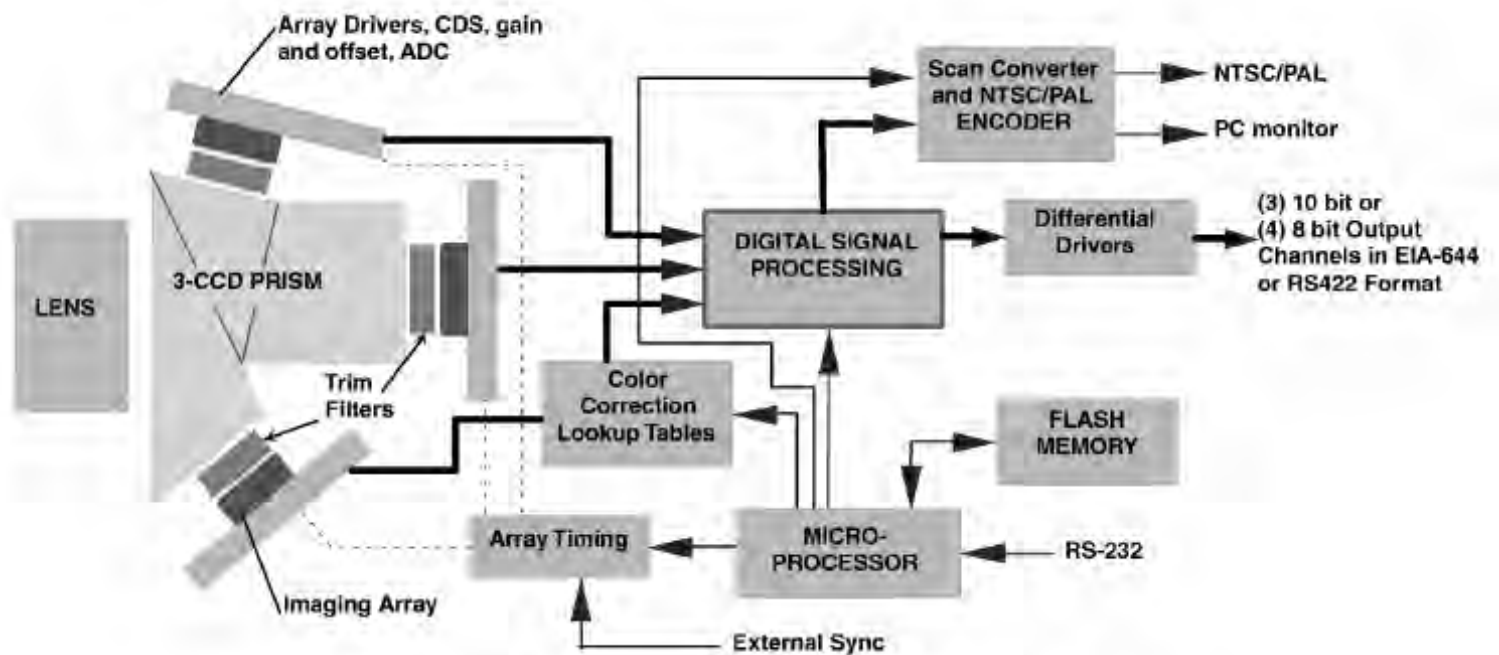 Array Drivers, CDS, gain
and offset, ADC
Scan Converter
and NTSC/PAL
ENCODER
NTSC/PAL
PC monitor
LENS
3-CCD PRISM
DIGITAL SIGNAL
PROCESSING
Differential
Drivers
(3) 10 bit or
(4) 8 bit Output
Channels in EIA-644
or RS422 Format
Trim
Filters
Color
Correction
Lookup Tables
FLASH
MEMORY
Array Timing
MICRO-
PROCESSOR
RS-232
Imaging Array
External Sync